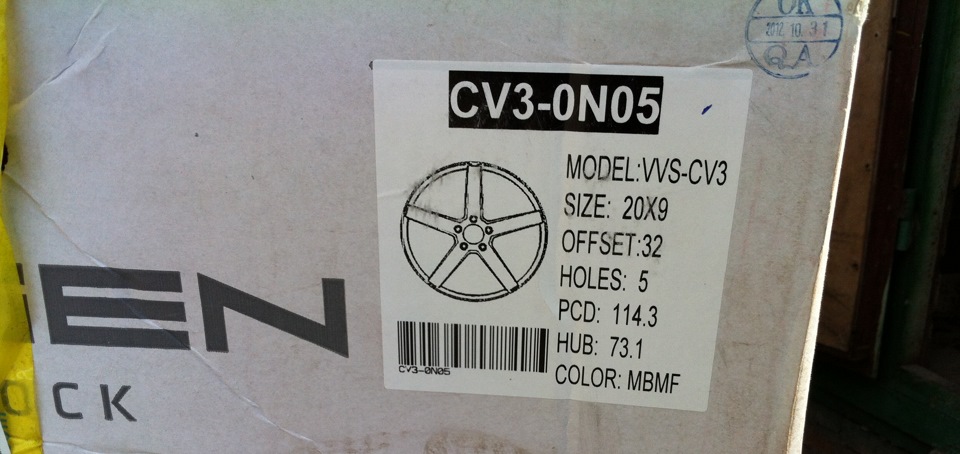 OK
2012.10.31
QA
CV3-0N05
MODEL:VVS-CV3
SIZE: 20X9
OFFSET:32
HOLES: 5
PCD: 114.3
HUB: 73.1
COLOR: MBMF
CV3-0N05
EN
OCK